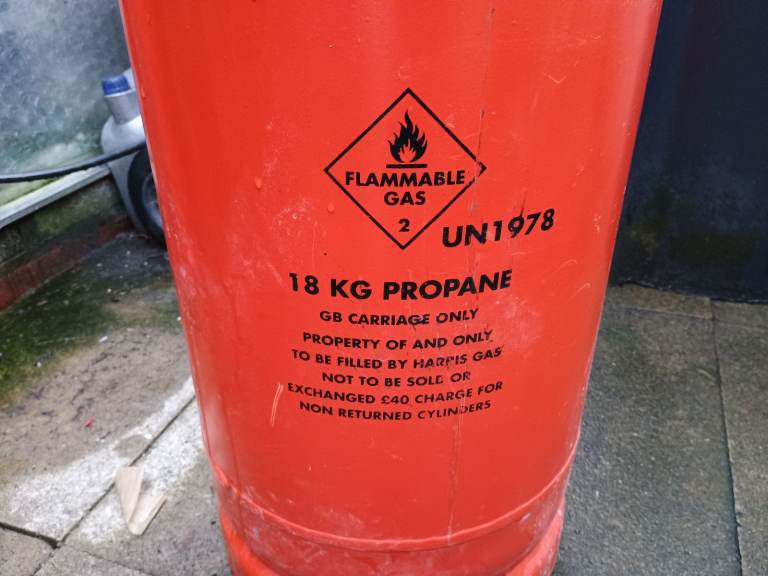 FLAMMABLE
GAS
2
UN1978
18 KG PROPANE
GB CARRIAGE ONLY
PROPERTY OF AND ONLY
TO BE FILLED BY HARRIS GAS
NOT TO BE SOLD OR
EXCHANGED £40 CHARGE FOR
NON RETURNED CYLINDERS